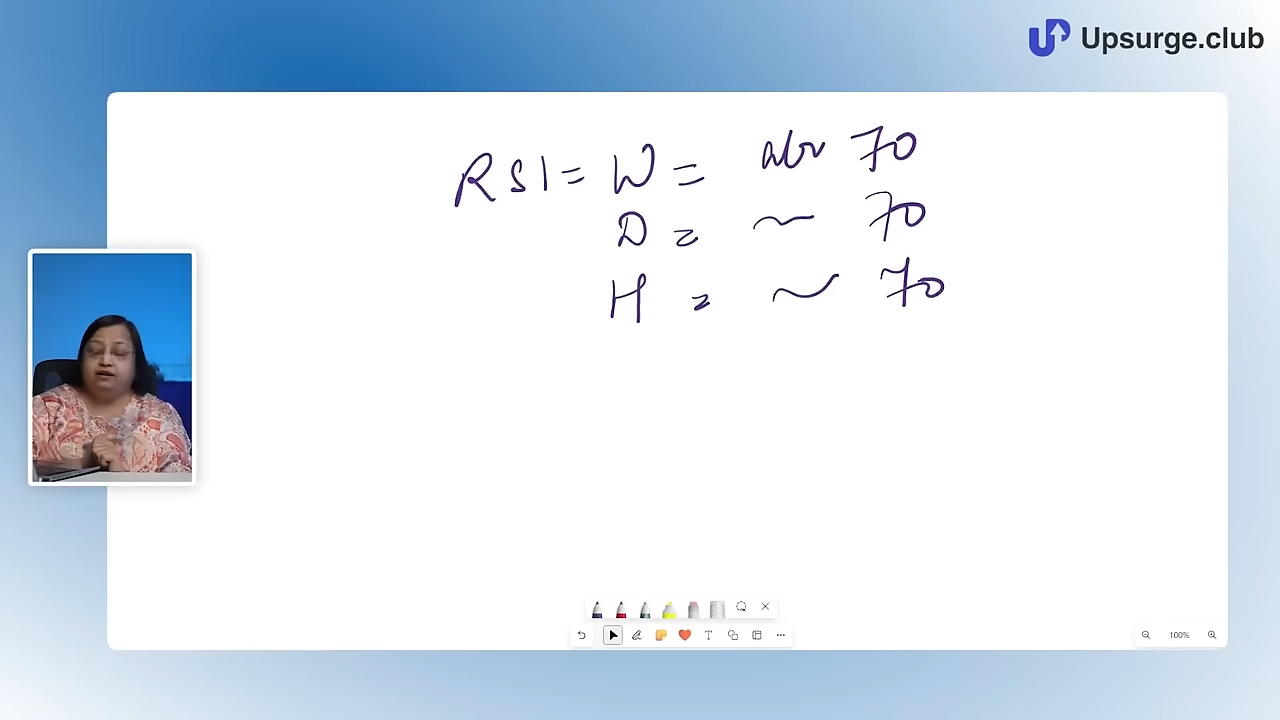 Upsurge.club
RSI = W = abv 70
D = ~ 70
H = ~ 70
100%